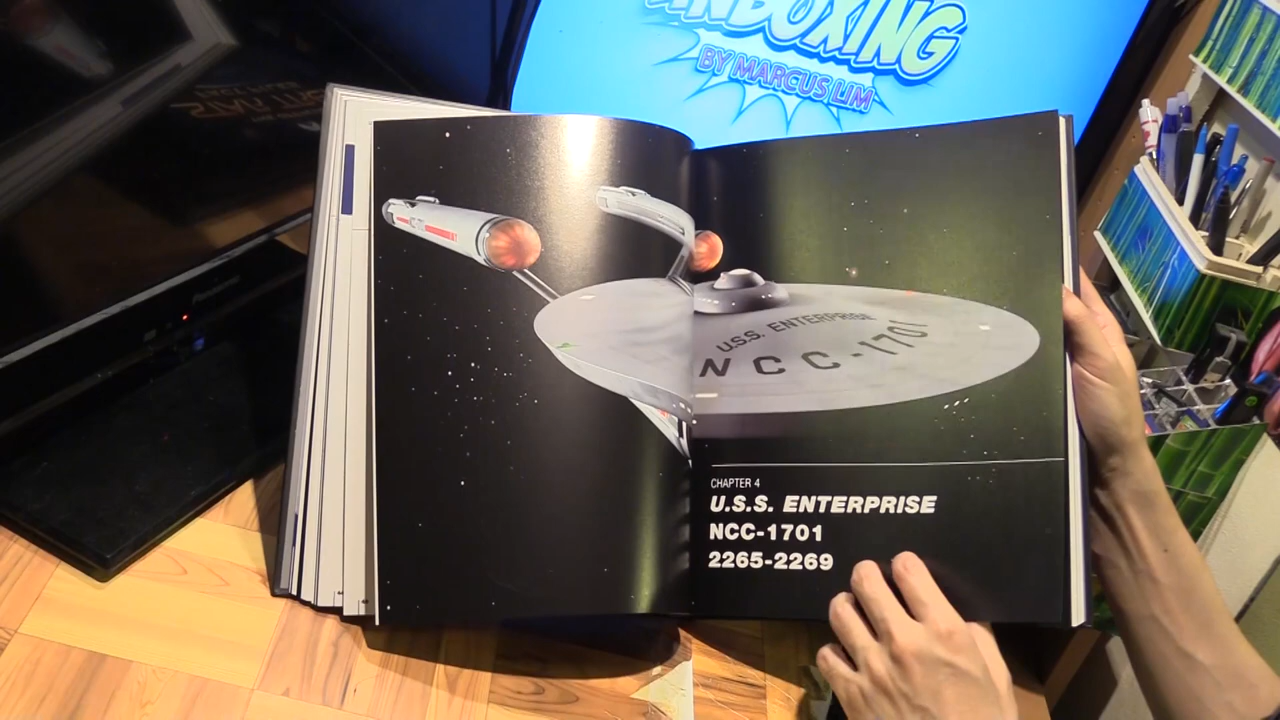 UNBOXING
BY MARCUS LIM
U.S.S. ENTERPRISE
NCC-1701
CHAPTER 4
U.S.S. ENTERPRISE
NCC-1701
2265-2269